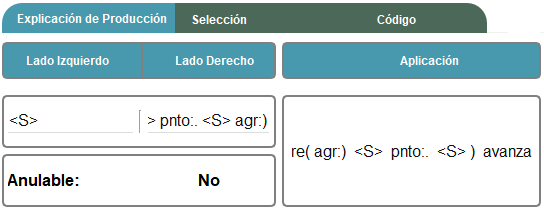 Explicación de Producción Selección Código
Lado Izquierdo Lado Derecho Aplicación
<S> > pnto:. <S> agr:)
re( agr:) <S> pnto:. <S> ) avanza
Anulable: No